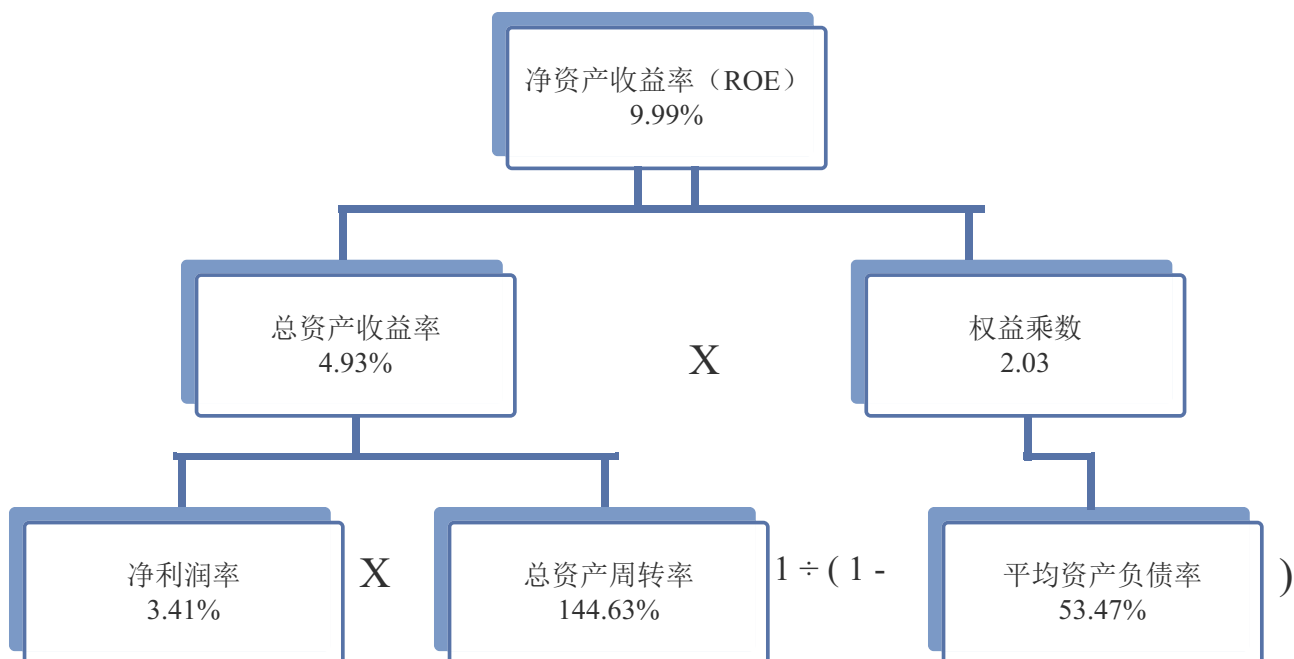 净资产收益率（ROE）
9.99%
总资产收益率
4.93%
X
权益乘数
2.03
净利润率
3.41%
X
总资产周转率
144.63%
1 ÷ ( 1 -
平均资产负债率
53.47%
)